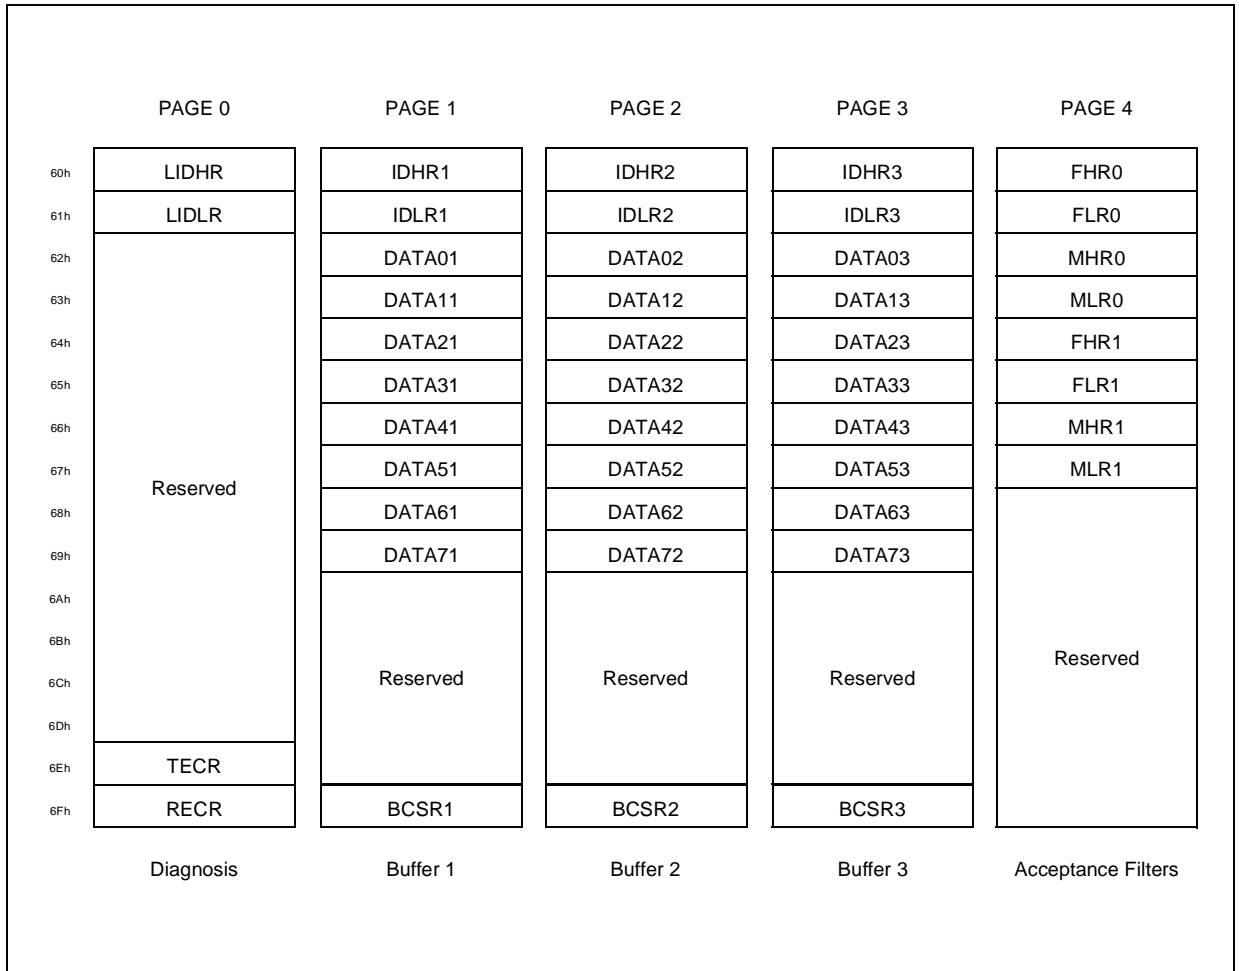 PAGE 0 PAGE 1 PAGE 2 PAGE 3 PAGE 4
60h LIDHR IDHR1 IDHR2 IDHR3 FHR0
61h LIDLR IDLR1 IDLR2 IDLR3 FLR0
62h DATA01 DATA02 DATA03 MHR0
63h DATA11 DATA12 DATA13 MLR0
64h DATA21 DATA22 DATA23 FHR1
65h DATA31 DATA32 DATA33 FLR1
66h DATA41 DATA42 DATA43 MHR1
67h DATA51 DATA52 DATA53 MLR1
Reserved
68h DATA61 DATA62 DATA63
69h DATA71 DATA72 DATA73
6Ah
6Bh
Reserved
6Ch Reserved Reserved Reserved
6Dh
6Eh TECR
6Fh RECR BCSR1 BCSR2 BCSR3
Diagnosis Buffer 1 Buffer 2 Buffer 3 Acceptance Filters